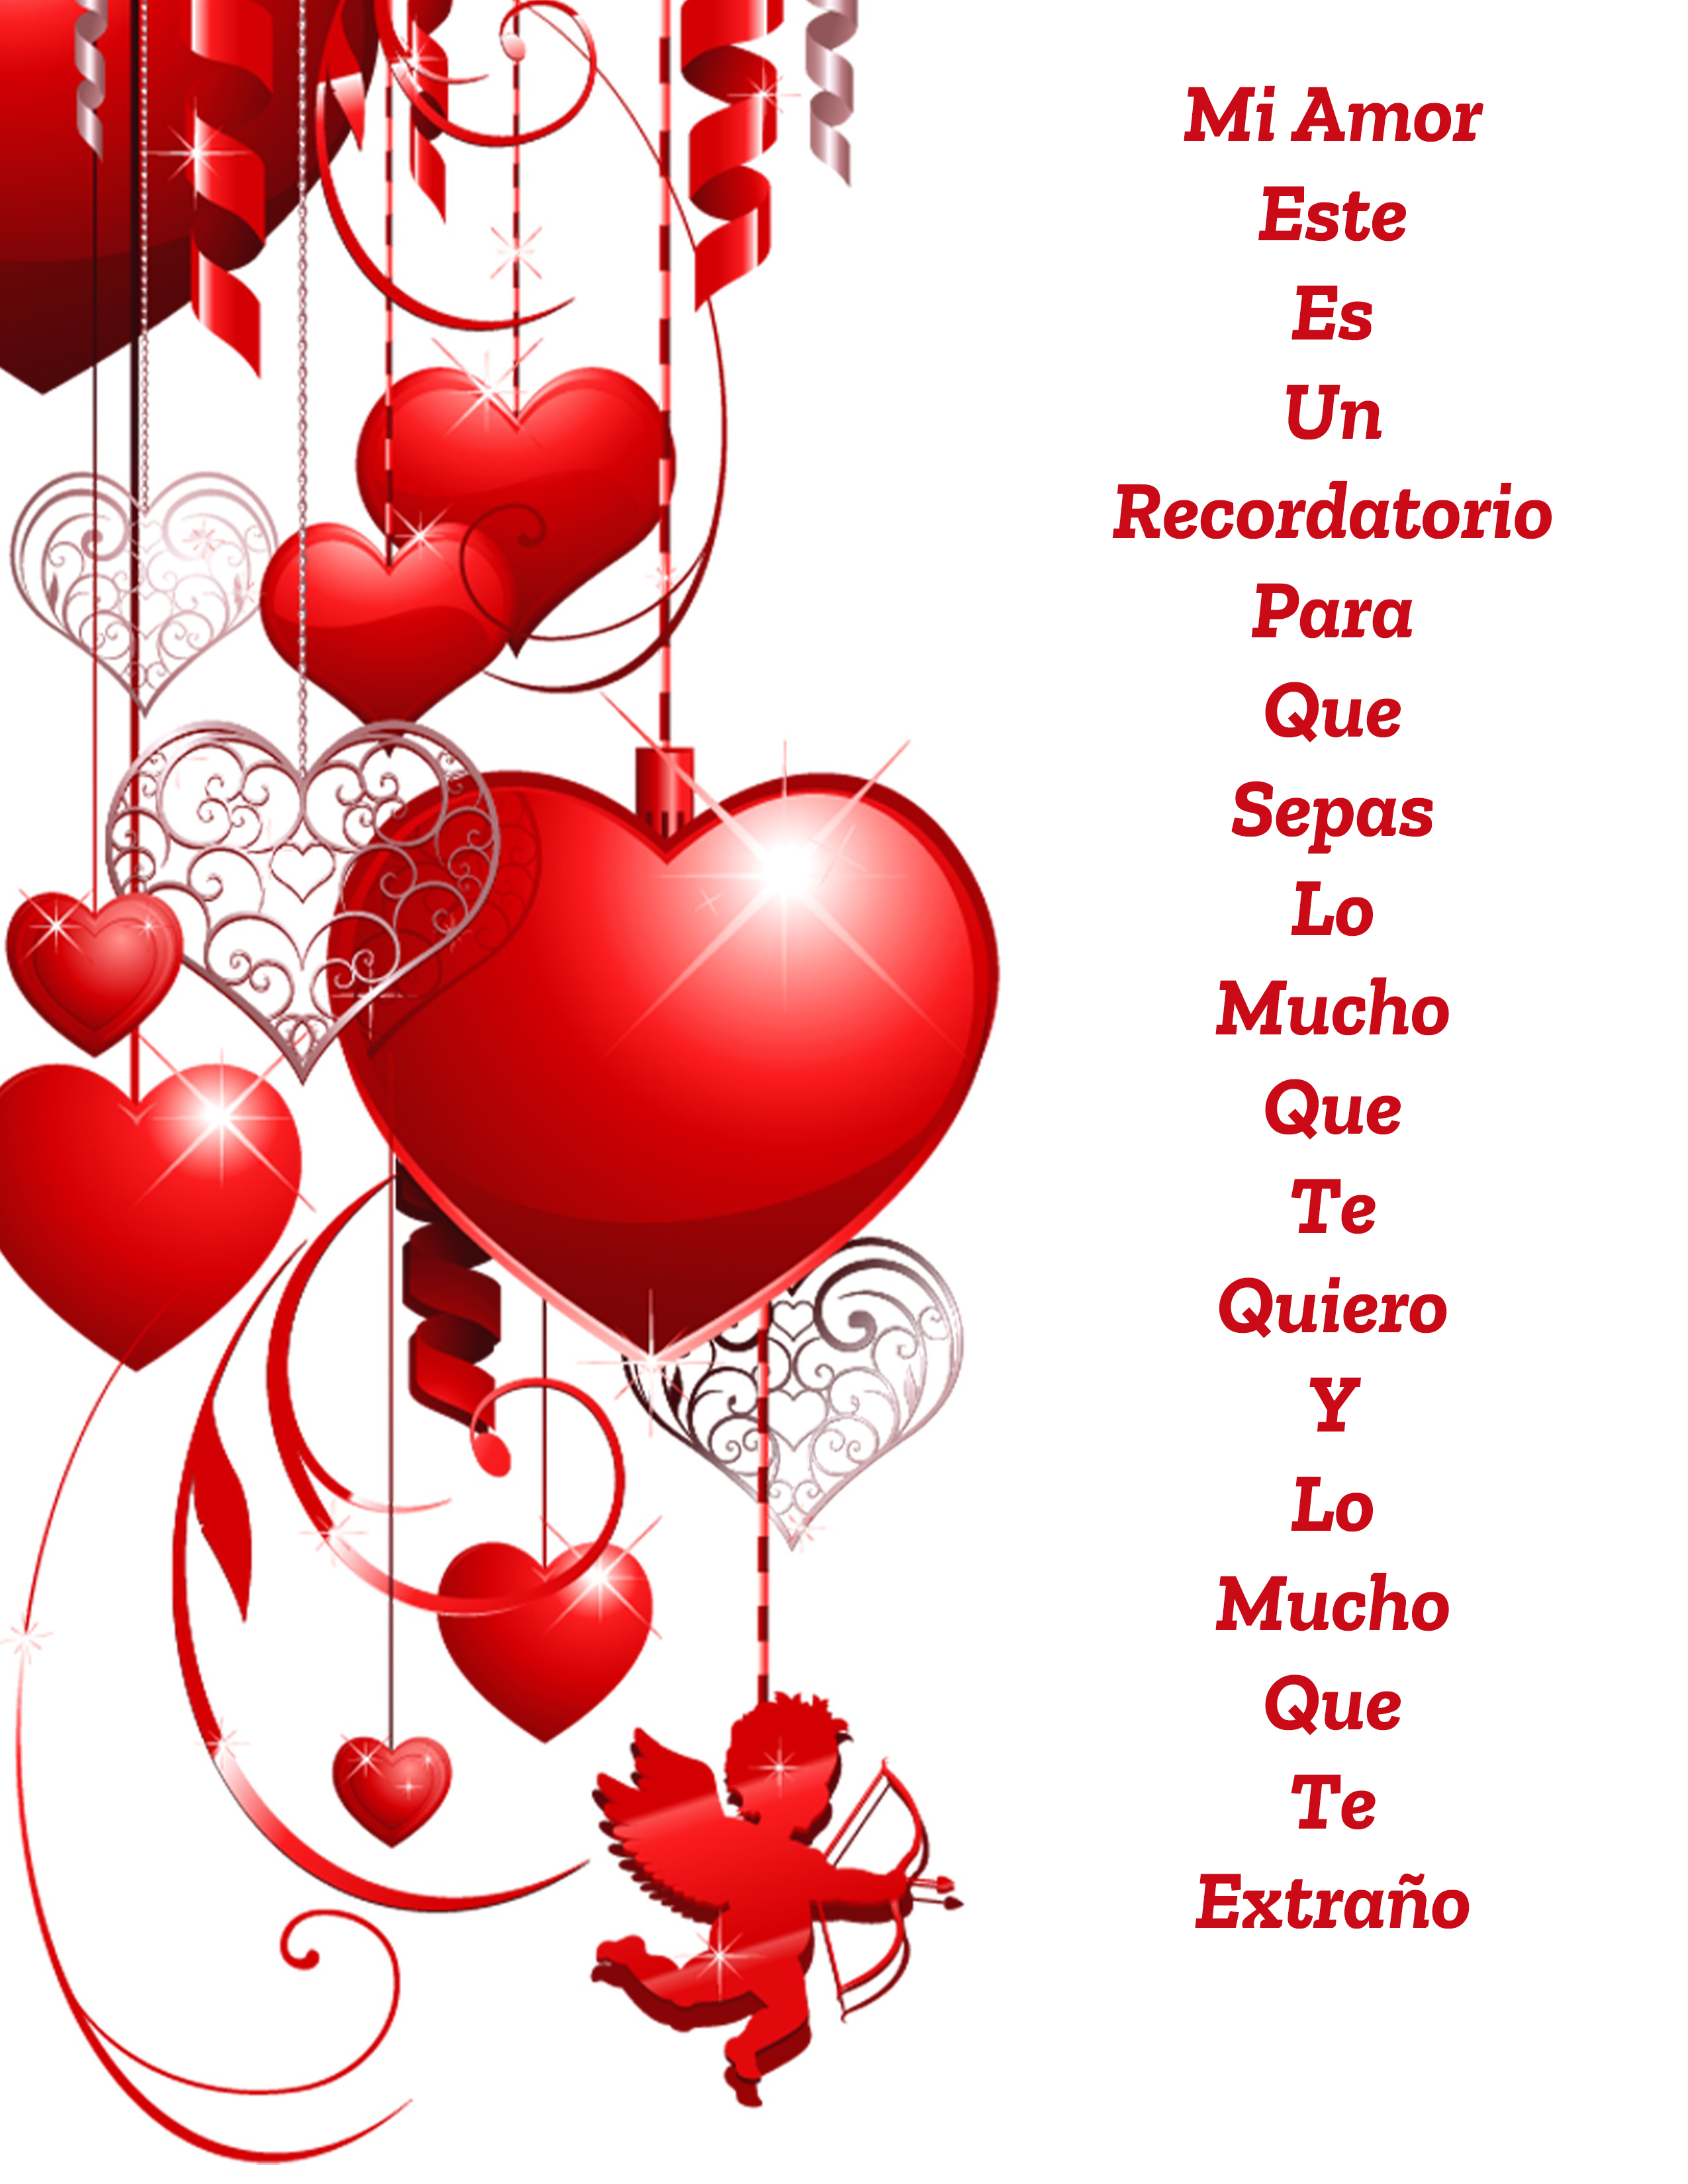 Mi Amor
Este
Es
Un
Recordatorio
Para
Que
Sepas
Lo
Mucho
Que
Te
Quiero
Y
Lo
Mucho
Que
Te
Extraño